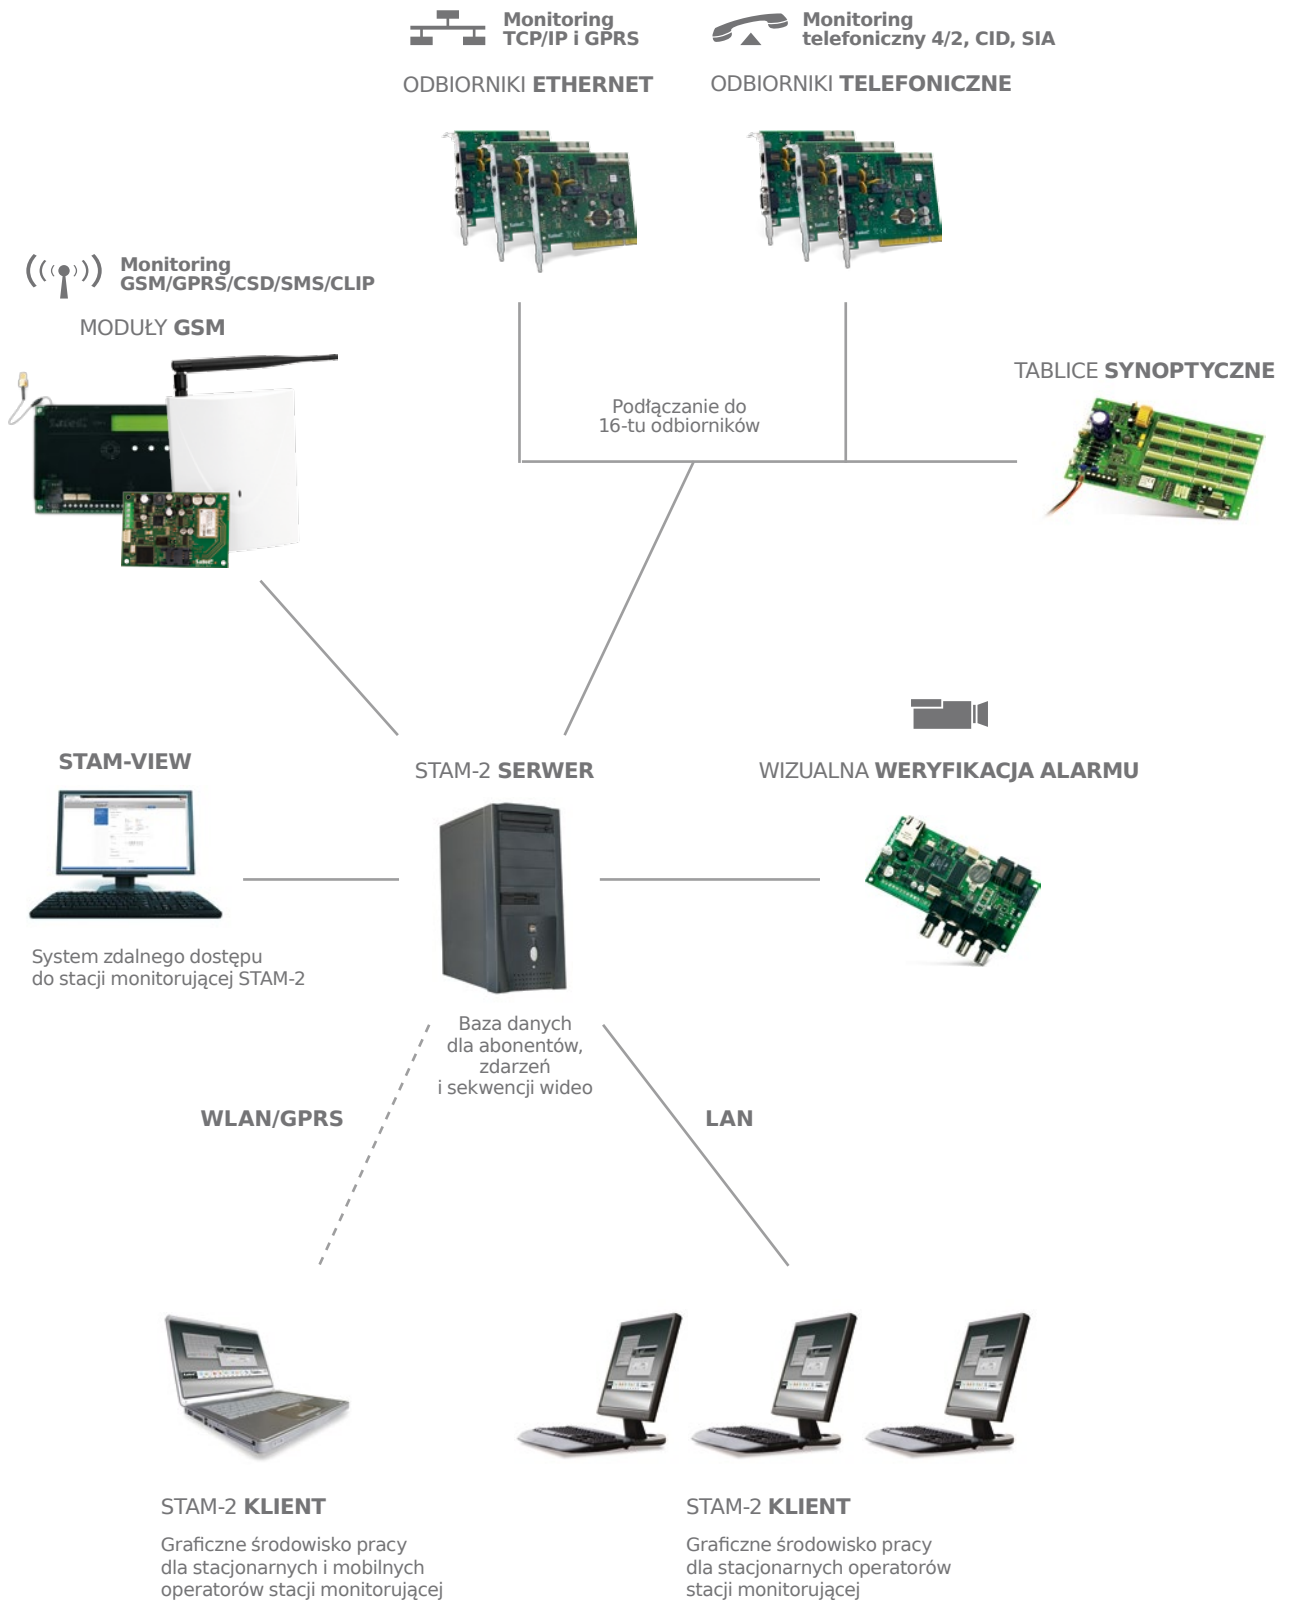 Monitoring
TCP/IP i GPRS
Monitoring
telefoniczny 4/2, CID, SIA
ODBIORNIKI ETHERNET
ODBIORNIKI TELEFONICZNE
Monitoring
GSM/GPRS/CSD/SMS/CLIP
MODUŁY GSM
TABLICE SYNOPTYCZNE
Podłączanie do
16-tu odbiorników
STAM-VIEW
STAM-2 SERWER
WIZUALNA WERYFIKACJA ALARMU
System zdalnego dostępu
do stacji monitorującej STAM-2
Baza danych
dla abonentów,
zdarzeń
i sekwencji wideo
WLAN/GPRS
LAN
STAM-2 KLIENT
Graficzne środowisko pracy
dla stacjonarnych i mobilnych
operatorów stacji monitorującej
STAM-2 KLIENT
Graficzne środowisko pracy
dla stacjonarnych operatorów
stacji monitorującej